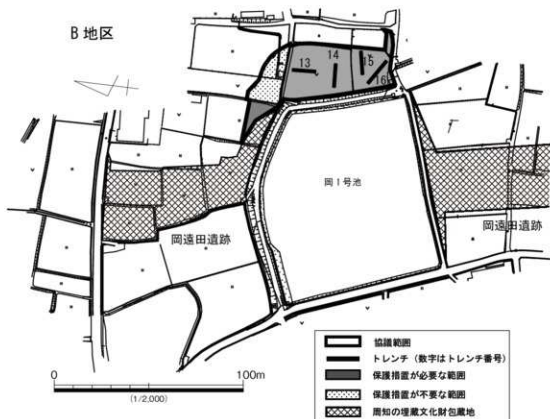 B 地区
13
14
15
16
岡1号池
岡遠田遺跡
岡遠田遺跡
0 100m
(1/2,000)
協議範囲
トレンチ（数字はトレンチ番号）
保護措置が必要な範囲
保護措置が不要な範囲
周知の埋蔵文化財包蔵地